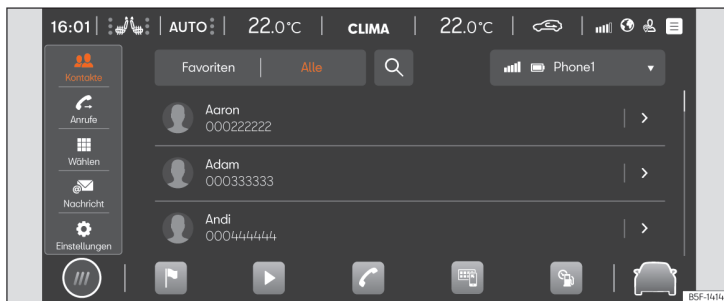 16:01 AUTO 22.0°C CLIMA 22.0°C
Kontakte
Anrufe
Wählen
Nachricht
Einstellungen
Favoriten Alle Phone1
Aaron
000222222
Adam
000333333
Andi
000444444
B5F-1414